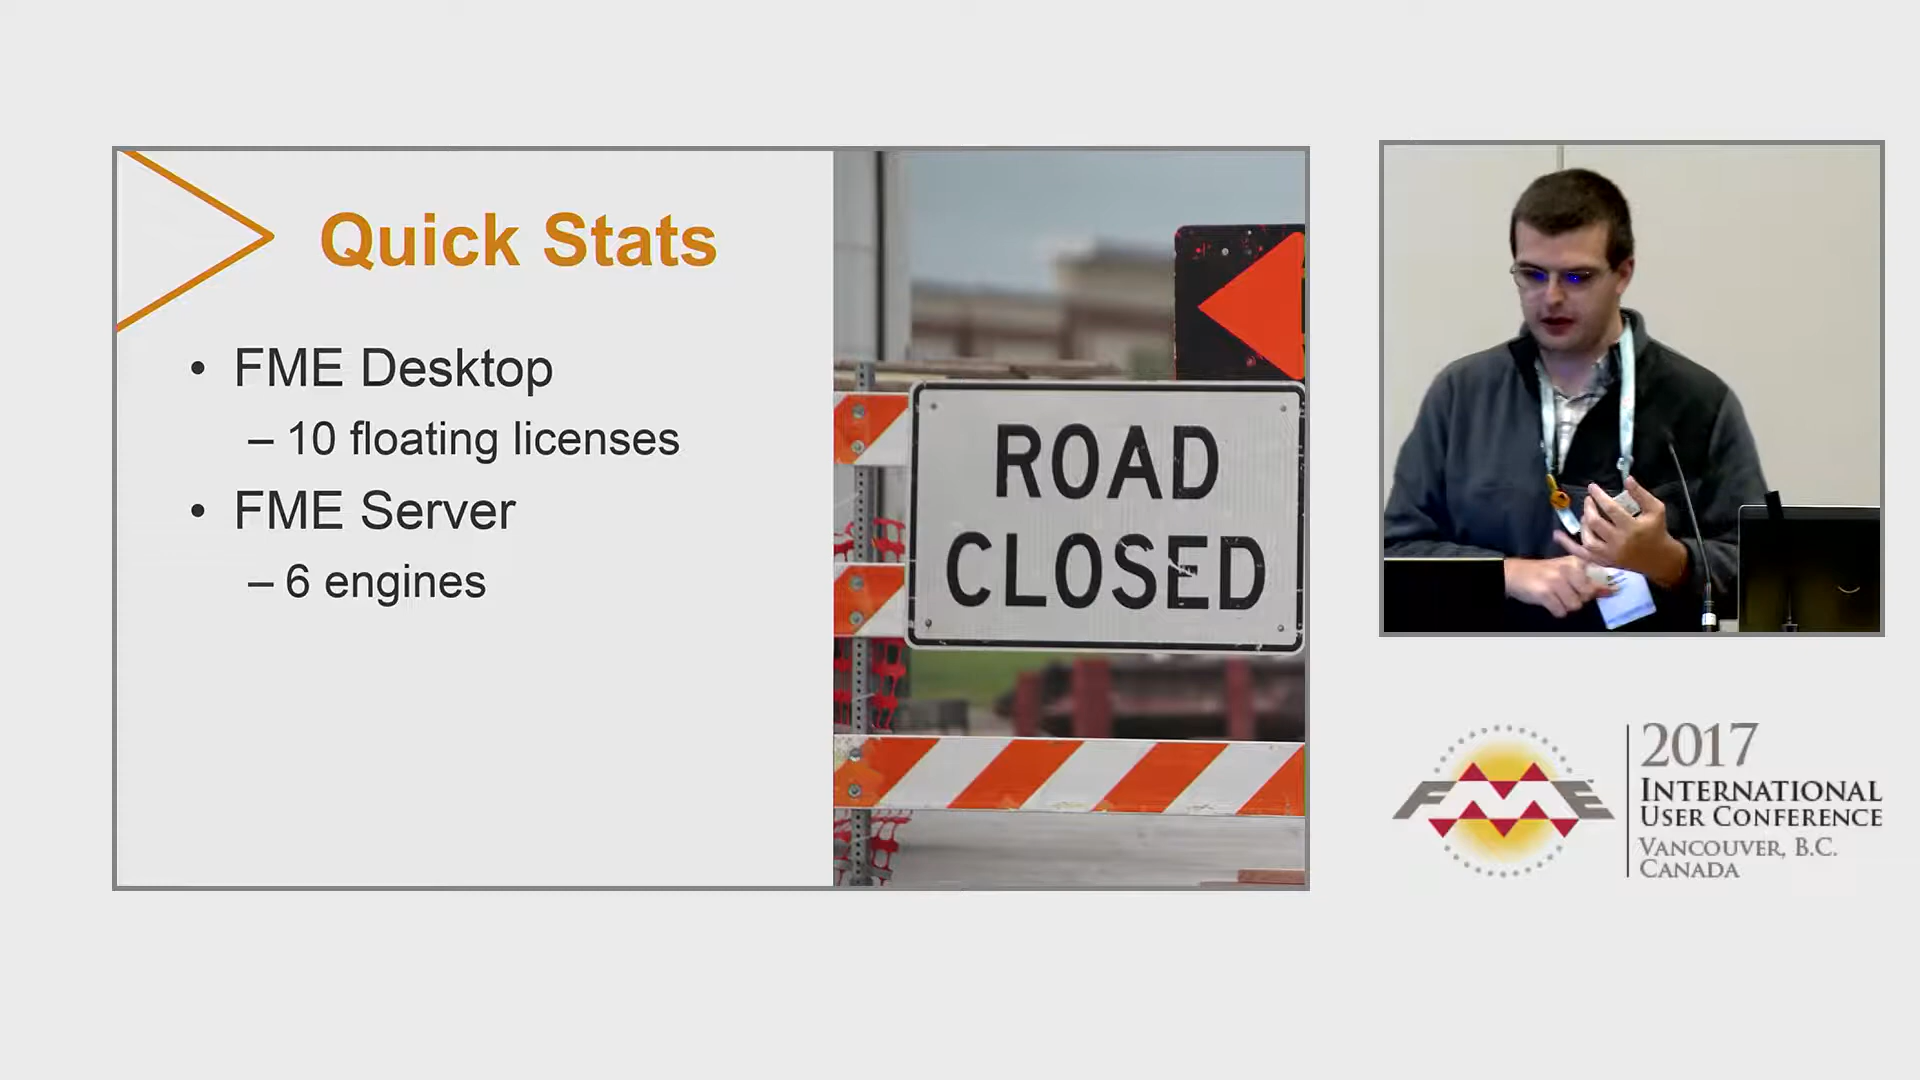 Quick Stats
• FME Desktop
– 10 floating licenses
• FME Server
– 6 engines
ROAD
CLOSED
FME
2017
INTERNATIONAL
USER CONFERENCE
VANCOUVER, B.C.
CANADA